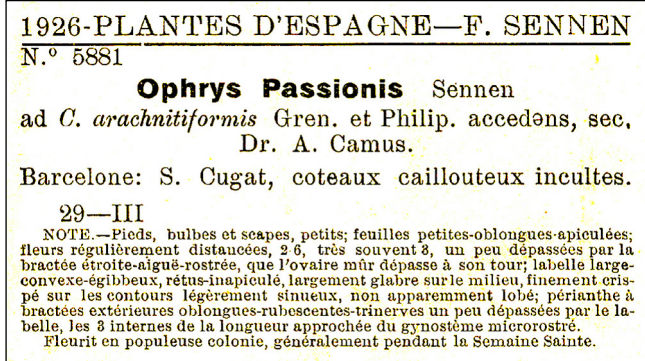 1926-PLANTES D'ESPAGNE—F. SENNEN
N.º 5881
Ophrys Passionis Sennen
ad C. arachnitiformis Gren. et Philip. accedens, sec.
Dr. A. Camus.
Barcelone: S. Cugat, coteaux caillouteux incultes.
29—III
NOTE.—Pieds, bulbes et scapes, petits; feuilles petites-oblongues-apiculées;
fleurs régulièrement distancées, 2-6, très souvent 3, un peu dépassées par la
bractée étroite-aiguë-rostrée, que l'ovaire mûr dépasse à son tour; labelle large-
convexe-égibbeux, rétus-inapiculé, largement glabre sur le milieu, finement cris-
pé sur les contours légèrement sinueux, non apparemment lobé; périanthe à
bractées extérieures oblongues-rubescentes-trinerves un peu dépassées par le la-
belle, les 3 internes de la longueur approchée du gynostème microrostré.
Fleurit en populeuse colonie, généralement pendant la Semaine Sainte.